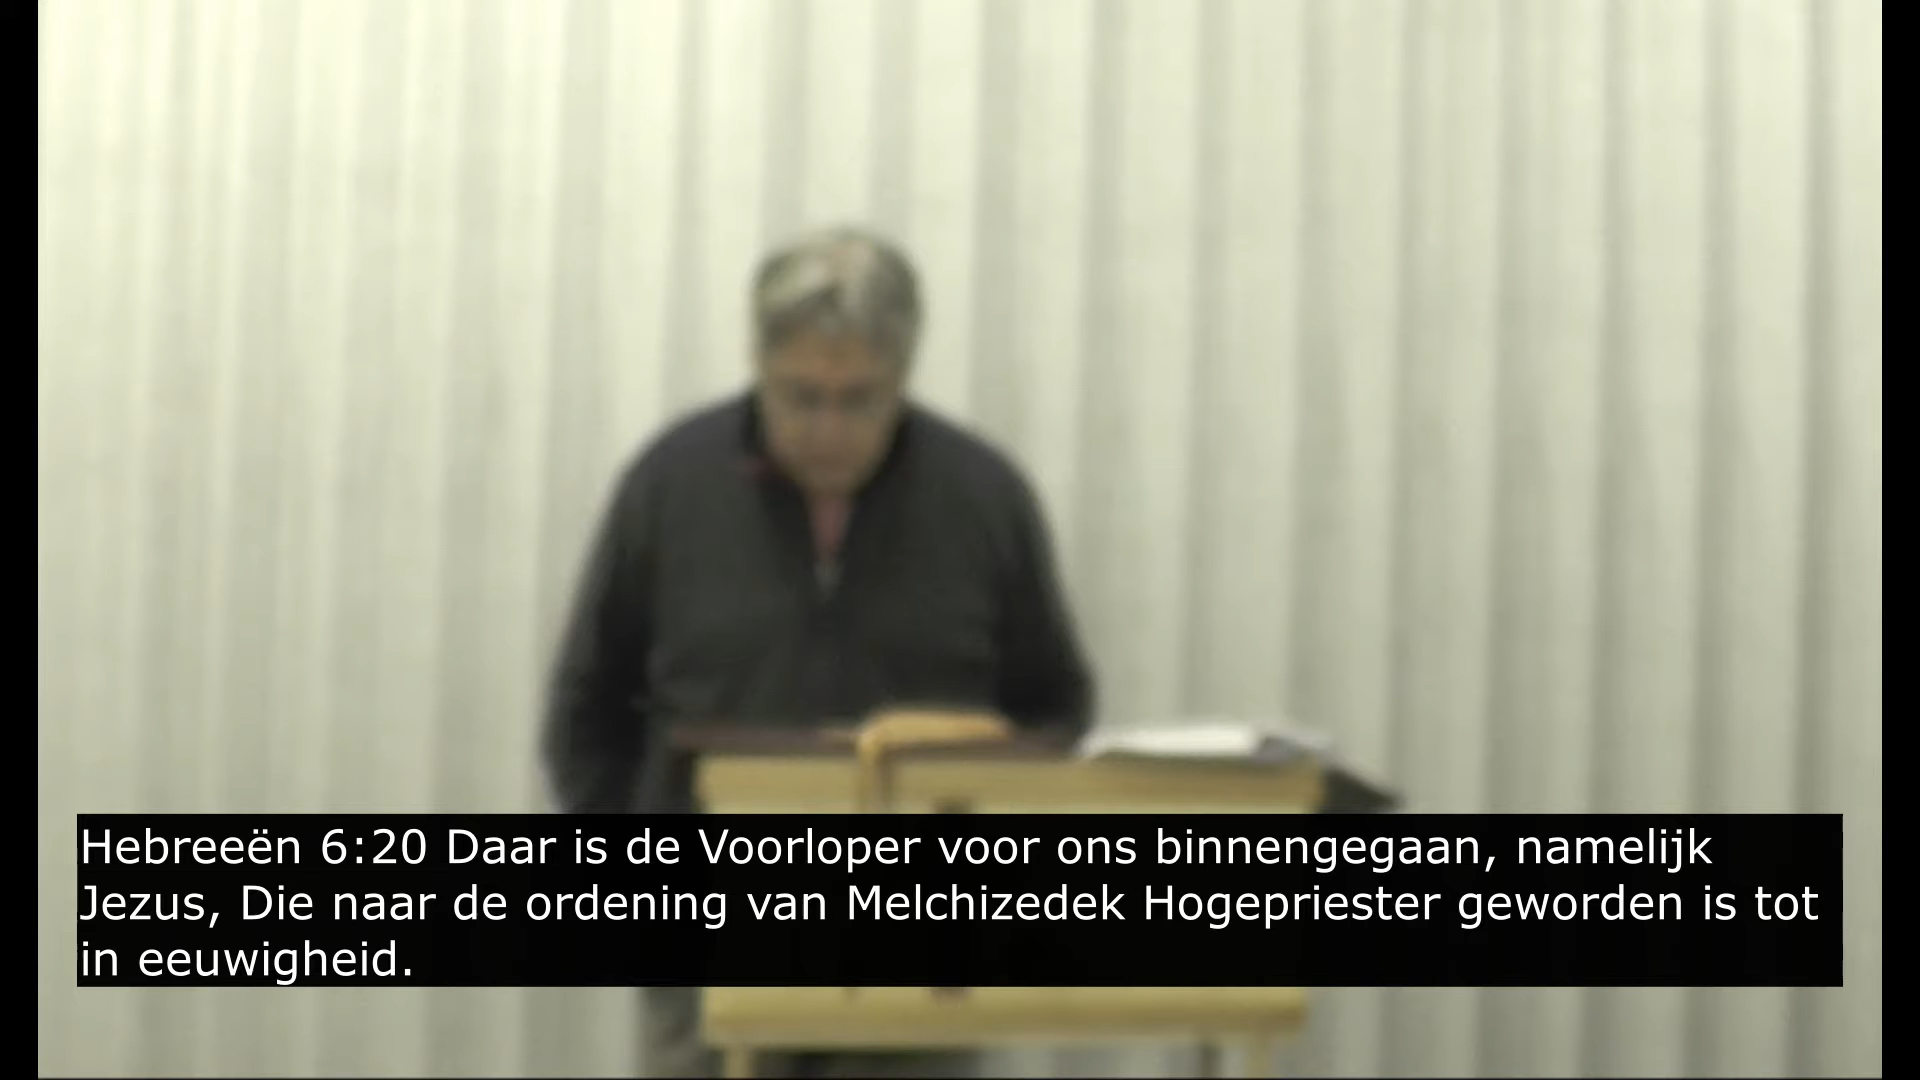 Hebreeën 6:20 Daar is de Voorloper voor ons binnengegaan, namelijk
Jezus, Die naar de ordening van Melchizedek Hogepriester geworden is tot
in eeuwigheid.